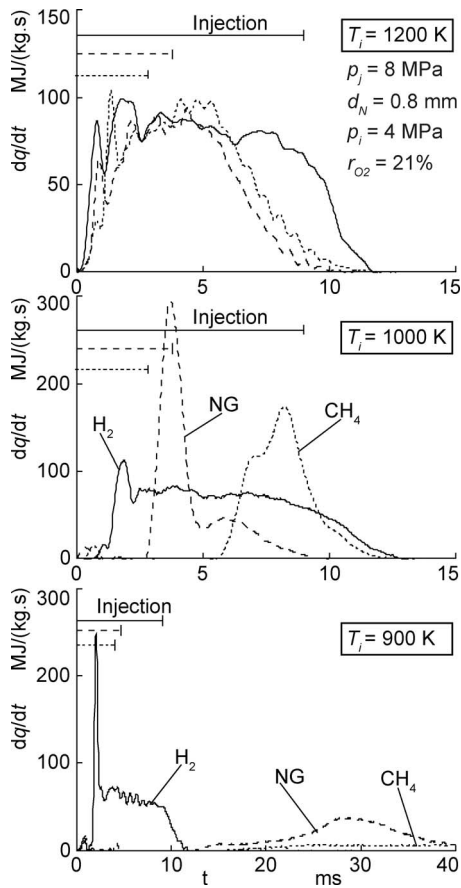 Injection
T_i = 1200 K
p_j = 8 MPa
d_N = 0.8 mm
p_i = 4 MPa
r_O2 = 21%
dq/dt MJ/(kg.s)
150
100
50
0
0 5 10 15
Injection
T_i = 1000 K
NG
CH₄
H₂
dq/dt MJ/(kg.s)
300
200
100
0
0 5 10 15
Injection
T_i = 900 K
H₂
NG
CH₄
dq/dt MJ/(kg.s)
300
200
100
0
0 10 20 30 40
t ms